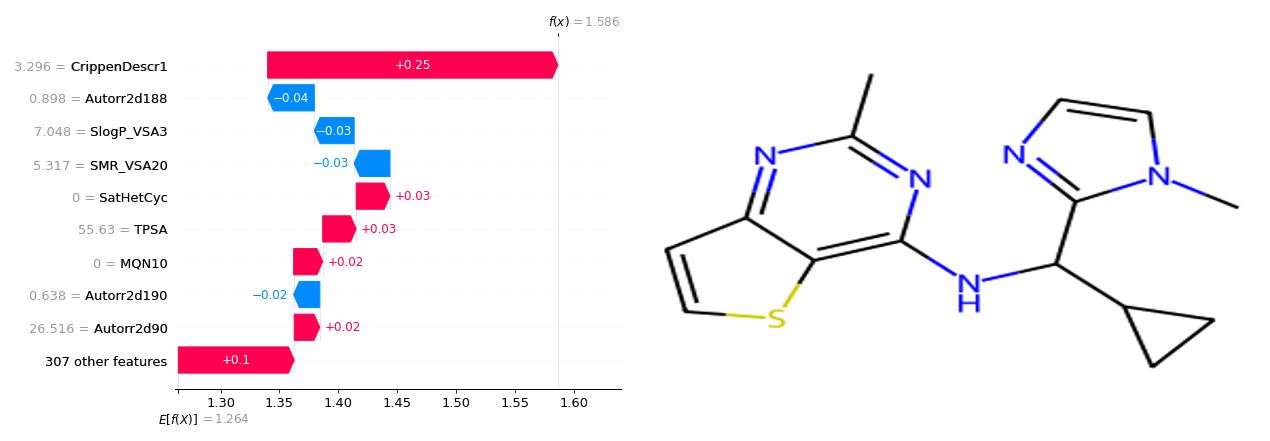 f(x) = 1.586
3.296 = CrippenDescr1
+0.25
0.898 = Autorr2d188
−0.04
7.048 = SlogP_VSA3
−0.03
5.317 = SMR_VSA20
−0.03
0 = SatHetCyc
+0.03
55.63 = TPSA
+0.03
0 = MQN10
+0.02
0.638 = Autorr2d190
−0.02
26.516 = Autorr2d90
+0.02
307 other features
+0.1
1.30 1.35 1.40 1.45 1.50 1.55 1.60
E[f(X)] = 1.264
N
N
N
N
N
H
S